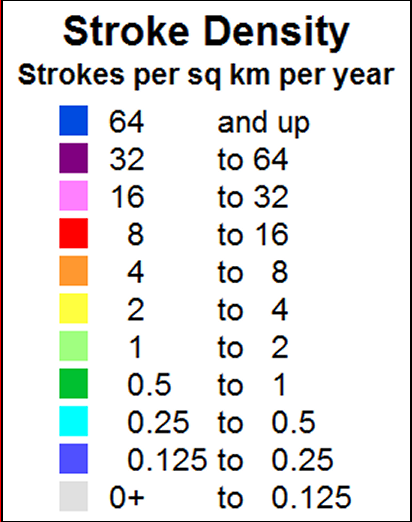 Stroke Density
Strokes per sq km per year
64 and up
32 to 64
16 to 32
8 to 16
4 to 8
2 to 4
1 to 2
0.5 to 1
0.25 to 0.5
0.125 to 0.25
0+ to 0.125